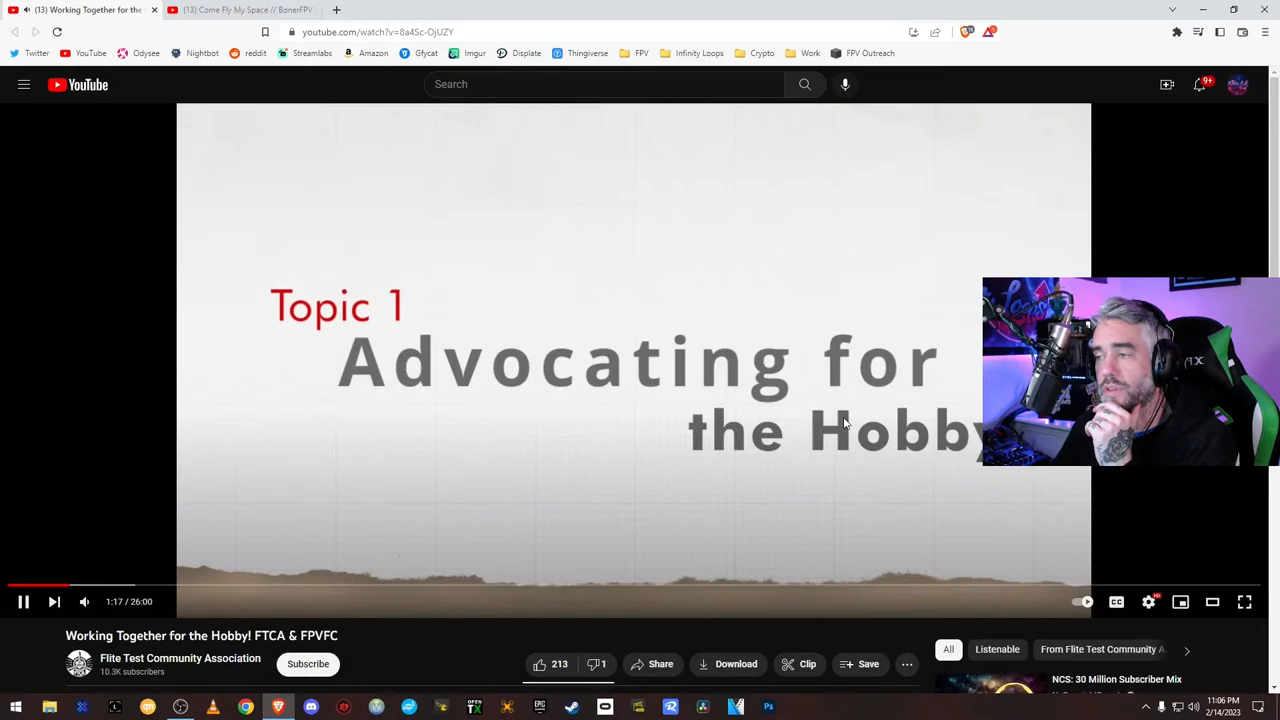 (13) Working Together for the
(13) Come Fly My Space // BonerFPV
youtube.com/watch?v=8a4Sc-OjUZY
Twitter YouTube Odysee Nightbot reddit Streamlabs Amazon Gfycat Imgur Displate Thingiverse FPV Infinity Loops Crypto Work FPV Outreach
YouTube
Search
9+
Topic 1
Advocating for
the Hobby
1:17 / 26:00
CC
HD
Working Together for the Hobby! FTCA & FPVFC
Flite Test Community Association
10.3K subscribers
Subscribe
213
1
Share
Download
Clip
Save
All
Listenable
From Flite Test Community A
NCS: 30 Million Subscriber Mix
11:06 PM
2/14/2023